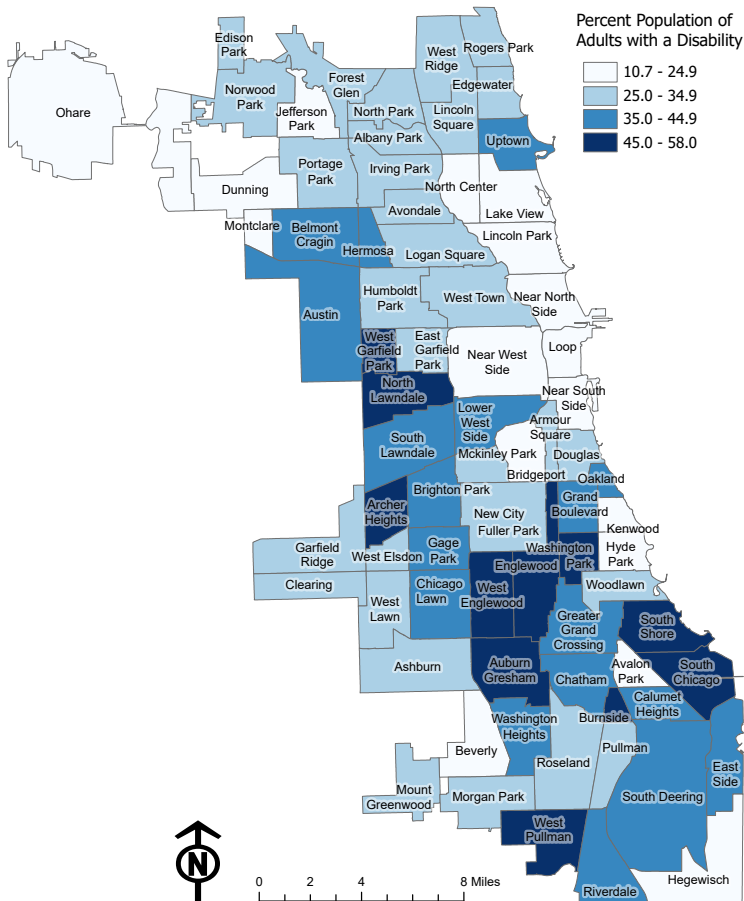 Percent Population of
Adults with a Disability
10.7 - 24.9
25.0 - 34.9
35.0 - 44.9
45.0 - 58.0
Edison
Park
Rogers Park
West
Ridge
Ohare
Norwood
Park
Forest
Glen
Edgewater
Jefferson
Park
North Park
Lincoln
Square
Albany Park
Uptown
Portage
Park
Irving Park
Dunning
North Center
Avondale
Lake View
Montclare
Belmont
Cragin
Lincoln Park
Hermosa
Logan Square
Humboldt
Park
West Town
Near North
Side
Austin
West
Garfield
Park
East
Garfield
Park
Near West
Side
Loop
North
Lawndale
Near South
Side
Lower
West
Side
Armour
Square
South
Lawndale
Mckinley Park
Douglas
Bridgeport
Oakland
Brighton Park
Grand
Boulevard
Archer
Heights
New City
Fuller Park
Kenwood
Garfield
Ridge
West Elsdon
Gage
Park
Washington
Park
Hyde
Park
Englewood
Clearing
Chicago
Lawn
West
Englewood
Woodlawn
West
Lawn
Greater
Grand
Crossing
South
Shore
Ashburn
Auburn
Gresham
Chatham
Avalon
Park
South
Chicago
Calumet
Heights
Washington
Heights
Burnside
Beverly
Pullman
Roseland
East
Side
Mount
Greenwood
Morgan Park
South Deering
West
Pullman
Hegewisch
Riverdale
N
0 2 4 8 Miles